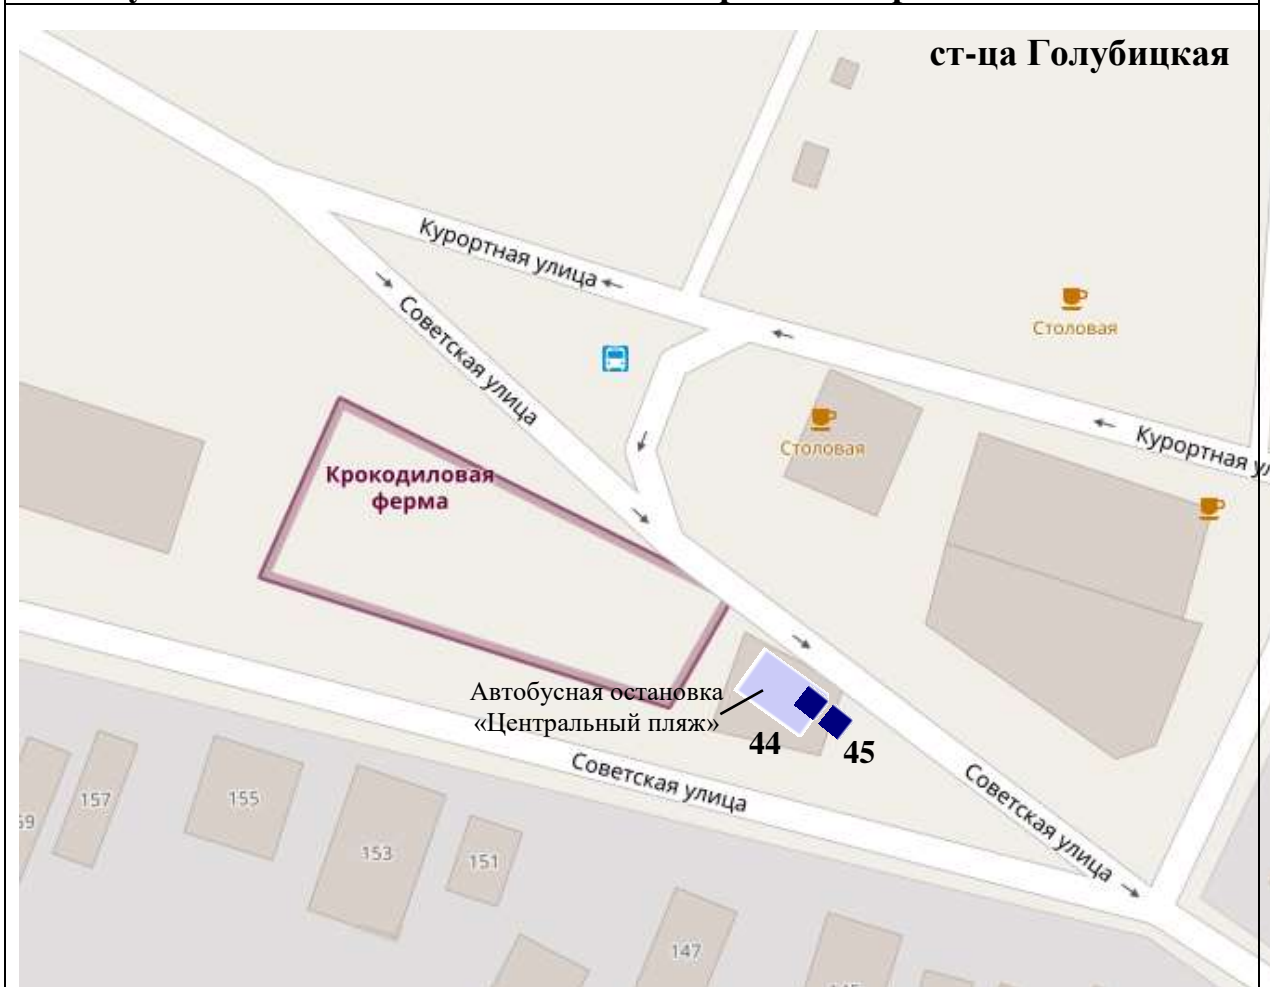 ст-ца Голубицкая
Курортная улица
Столовая
Советская улица
Столовая
Курортная ул
Крокодиловая
ферма
Автобусная остановка
«Центральный пляж»
44
45
Советская улица
Советская улица
157
155
153
151
147